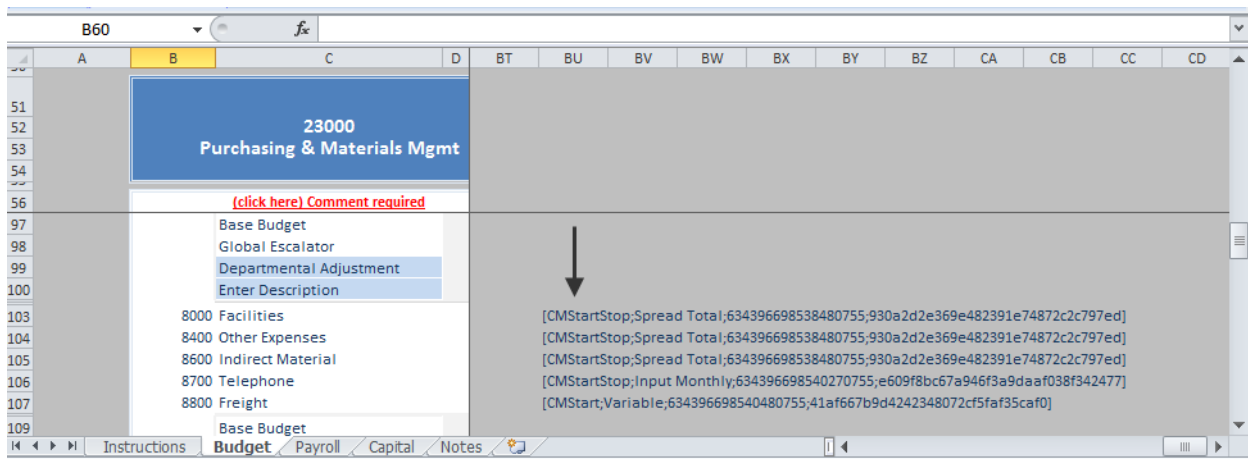 B60 fx
A B C D BT BU BV BW BX BY BZ CA CB CC CD
51
52 23000
53 Purchasing & Materials Mgmt
54
56 (click here) Comment required
97 Base Budget
98 Global Escalator
99 Departmental Adjustment
100 Enter Description
103 8000 Facilities [CMStartStop;Spread Total;634396698538480755;930a2d2e369e482391e74872c2c797ed]
104 8400 Other Expenses [CMStartStop;Spread Total;634396698538480755;930a2d2e369e482391e74872c2c797ed]
105 8600 Indirect Material [CMStartStop;Spread Total;634396698538480755;930a2d2e369e482391e74872c2c797ed]
106 8700 Telephone [CMStartStop;Input Monthly;634396698540270755;e609f8bc67a946f3a9daaf038f342477]
107 8800 Freight [CMStart;Variable;634396698540480755;41af667b9d4242348072cf5faf35caf0]
109 Base Budget
Instructions Budget Payroll Capital Notes